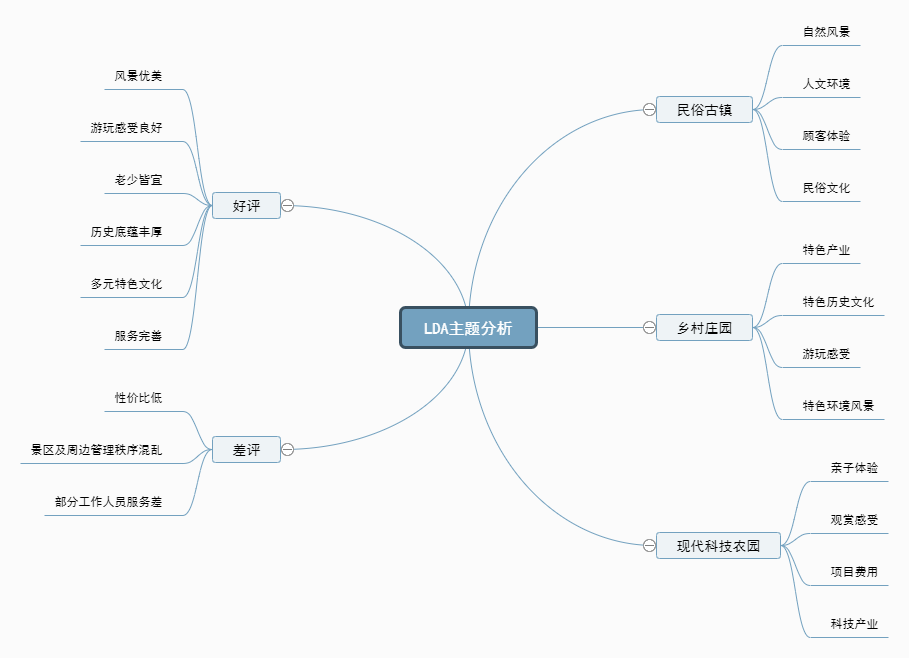 LDA主题分析
民俗古镇
自然风景
人文环境
顾客体验
民俗文化
乡村庄园
特色产业
特色历史文化
游玩感受
特色环境风景
现代科技农园
亲子体验
观赏感受
项目费用
科技产业
好评
风景优美
游玩感受良好
老少皆宜
历史底蕴丰厚
多元特色文化
服务完善
差评
性价比低
景区及周边管理秩序混乱
部分工作人员服务差